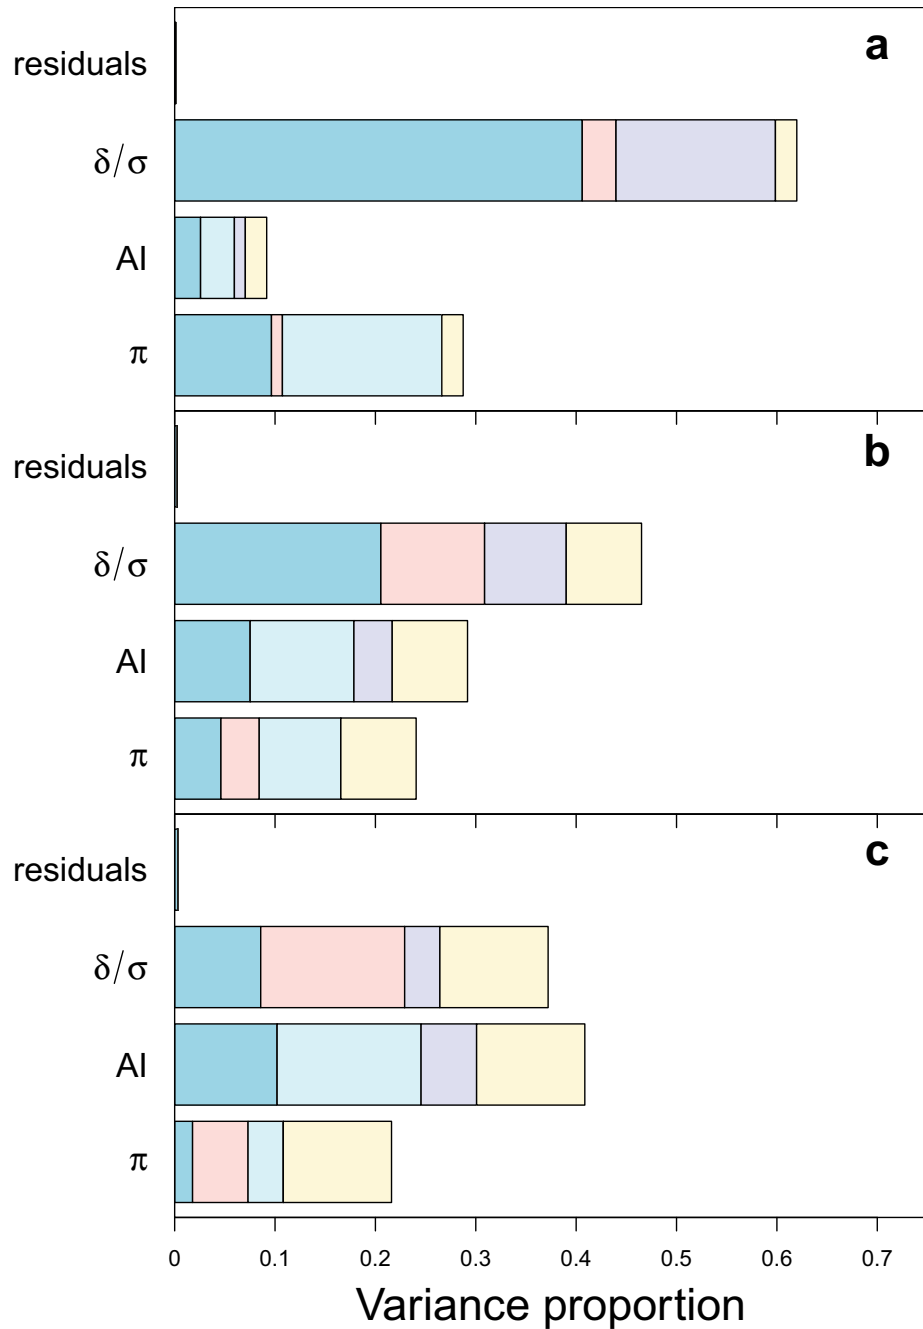 a
residuals
δ/σ
AI
π
b
residuals
δ/σ
AI
π
c
residuals
δ/σ
AI
π
0 0.1 0.2 0.3 0.4 0.5 0.6 0.7
Variance proportion